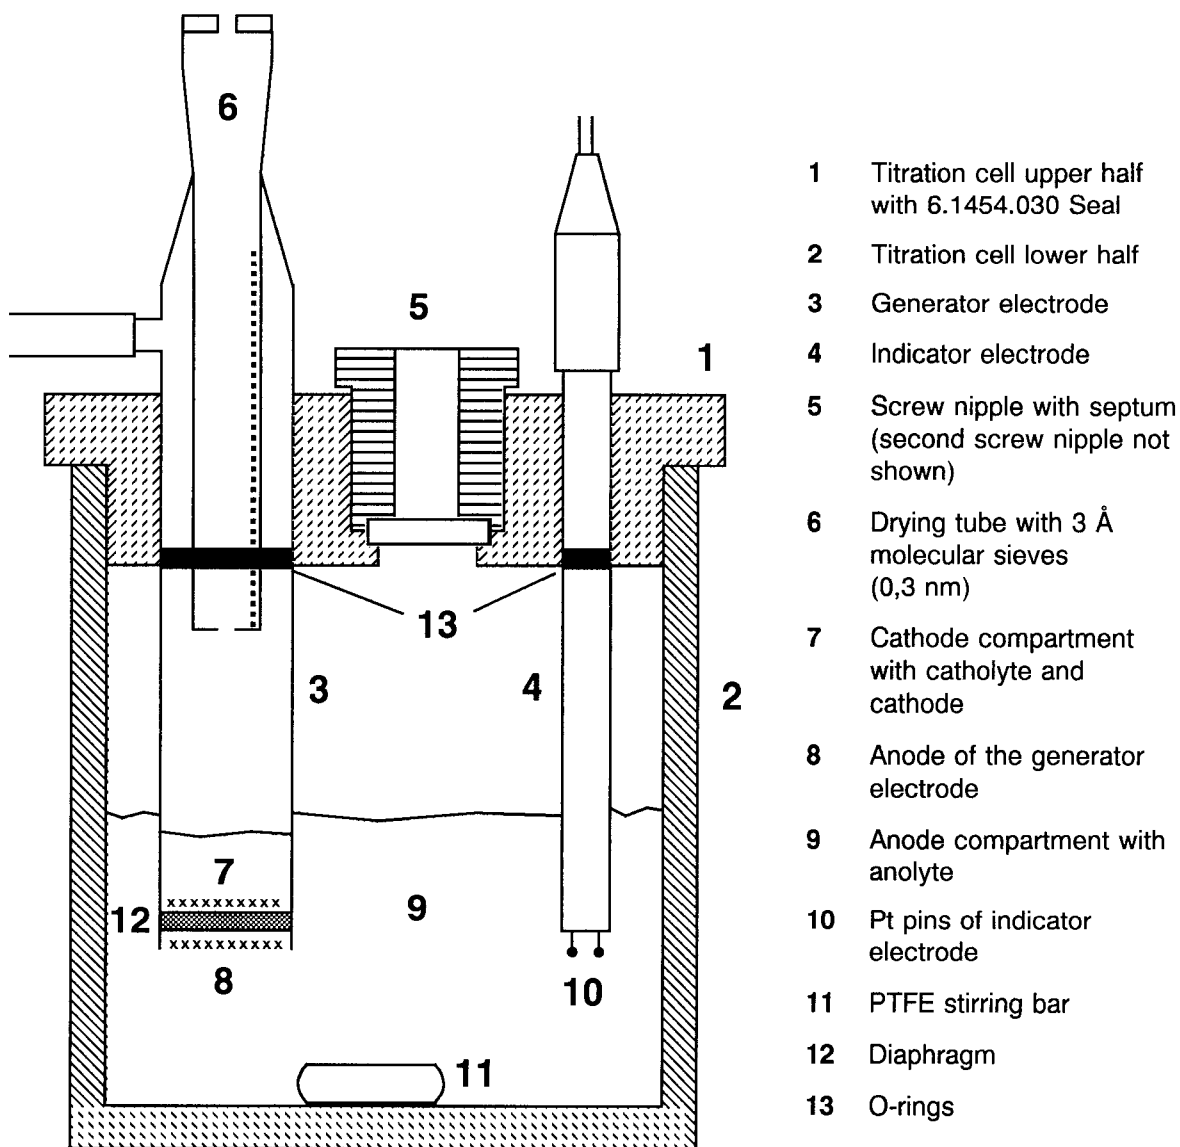 6
5
1
13
3
4
2
7
12
9
8
10
11
1 Titration cell upper half
with 6.1454.030 Seal
2 Titration cell lower half
3 Generator electrode
4 Indicator electrode
5 Screw nipple with septum
(second screw nipple not
shown)
6 Drying tube with 3 Å
molecular sieves
(0,3 nm)
7 Cathode compartment
with catholyte and
cathode
8 Anode of the generator
electrode
9 Anode compartment with
anolyte
10 Pt pins of indicator
electrode
11 PTFE stirring bar
12 Diaphragm
13 O-rings